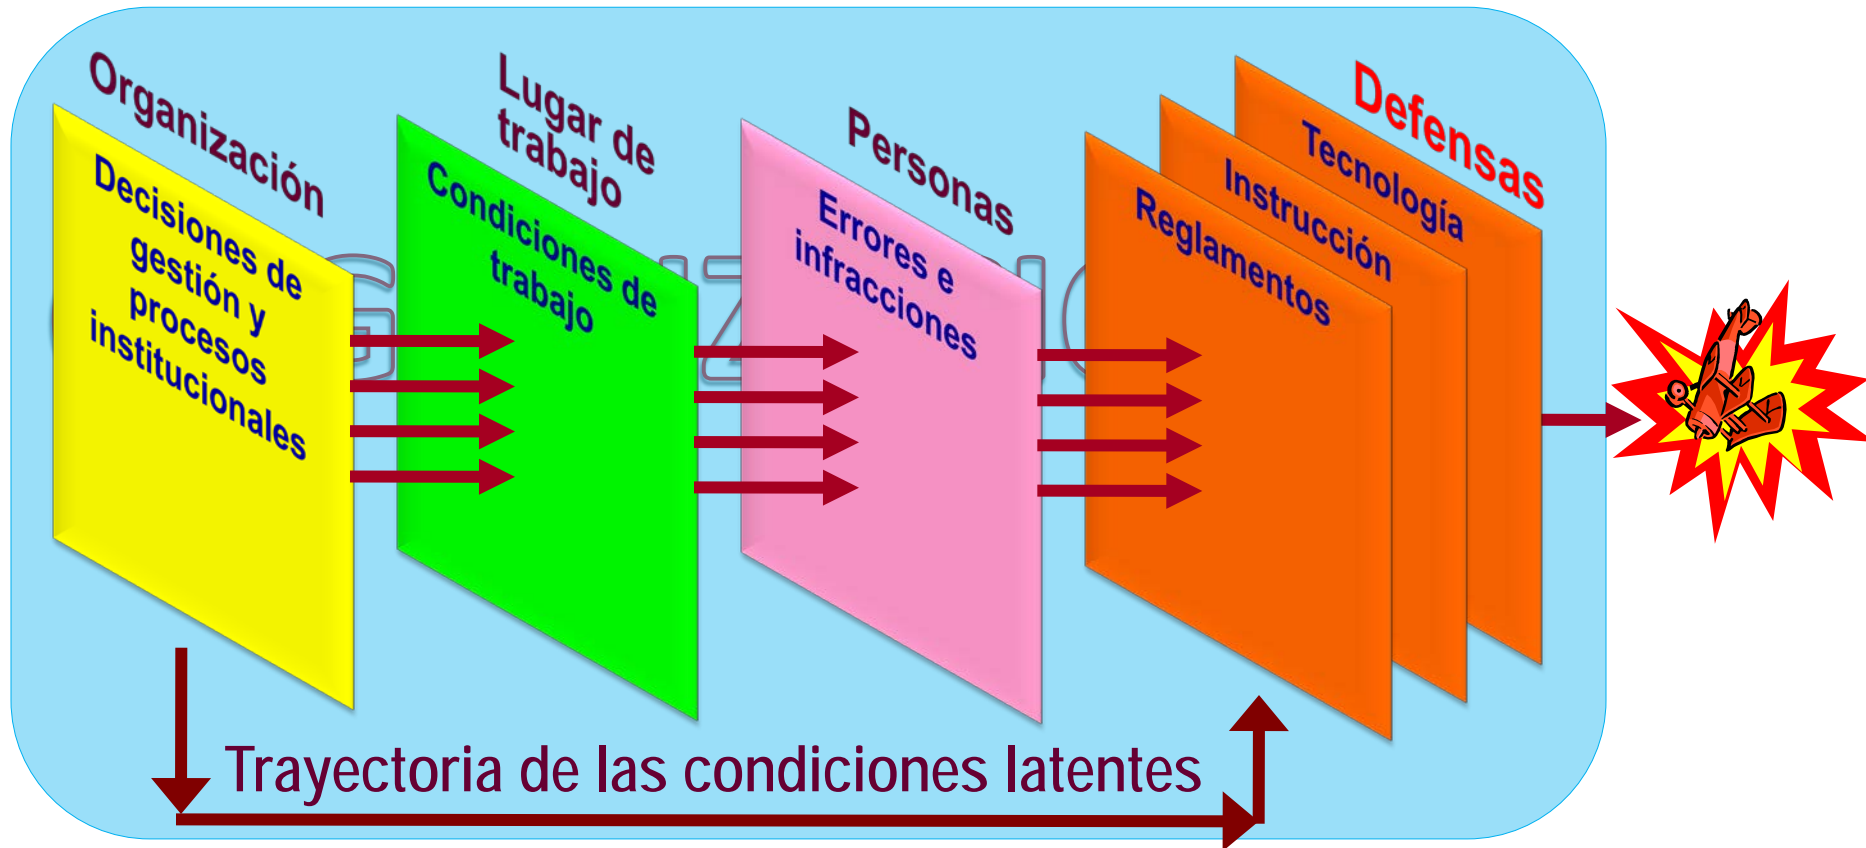 Organización
Decisiones de
gestión y
procesos
institucionales
Lugar de
trabajo
Condiciones de
trabajo
Personas
Errores e
infracciones
Defensas
Tecnología
Instrucción
Reglamentos
Trayectoria de las condiciones latentes